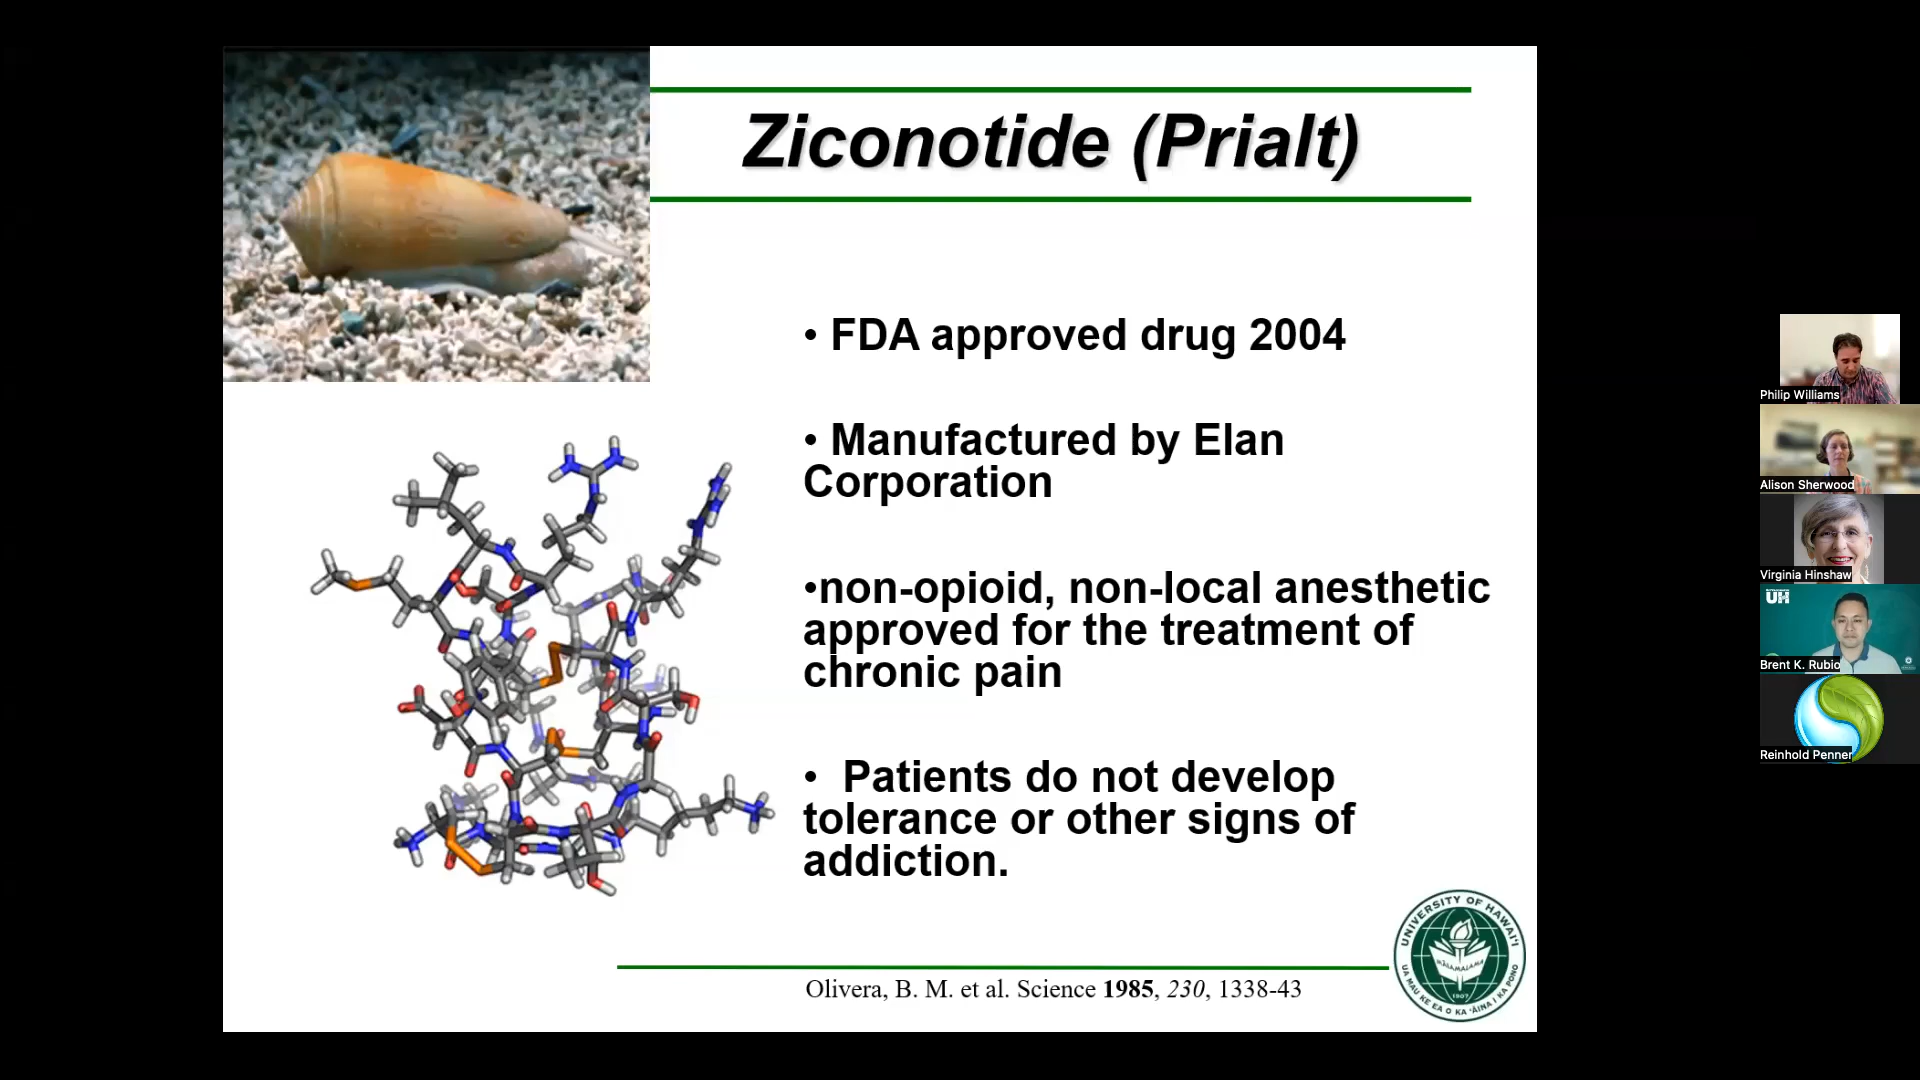 Ziconotide (Prialt)
• FDA approved drug 2004
• Manufactured by Elan
Corporation
•non-opioid, non-local anesthetic
approved for the treatment of
chronic pain
• Patients do not develop
tolerance or other signs of
addiction.
Olivera, B. M. et al. Science 1985, 230, 1338-43
UNIVERSITY OF HAWAI'I
MALAMALAMA
1907
UA MAU KE EA O KA 'ĀINA I KA PONO
Philip Williams
Alison Sherwood
Virginia Hinshaw
UH
Brent K. Rubio
Reinhold Penner